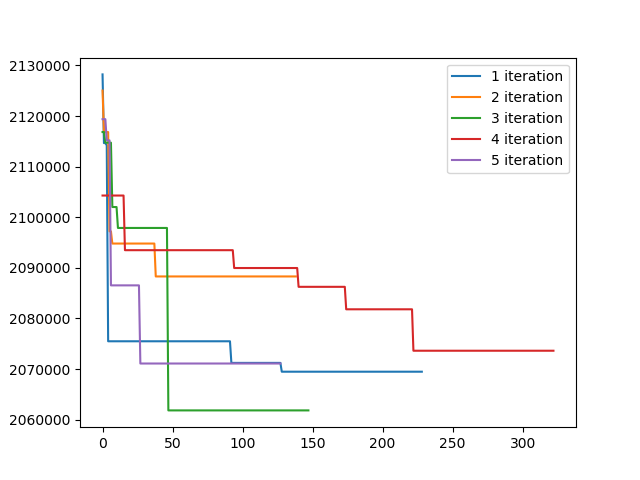 2130000
2120000
2110000
2100000
2090000
2080000
2070000
2060000
0 50 100 150 200 250 300
1 iteration
2 iteration
3 iteration
4 iteration
5 iteration